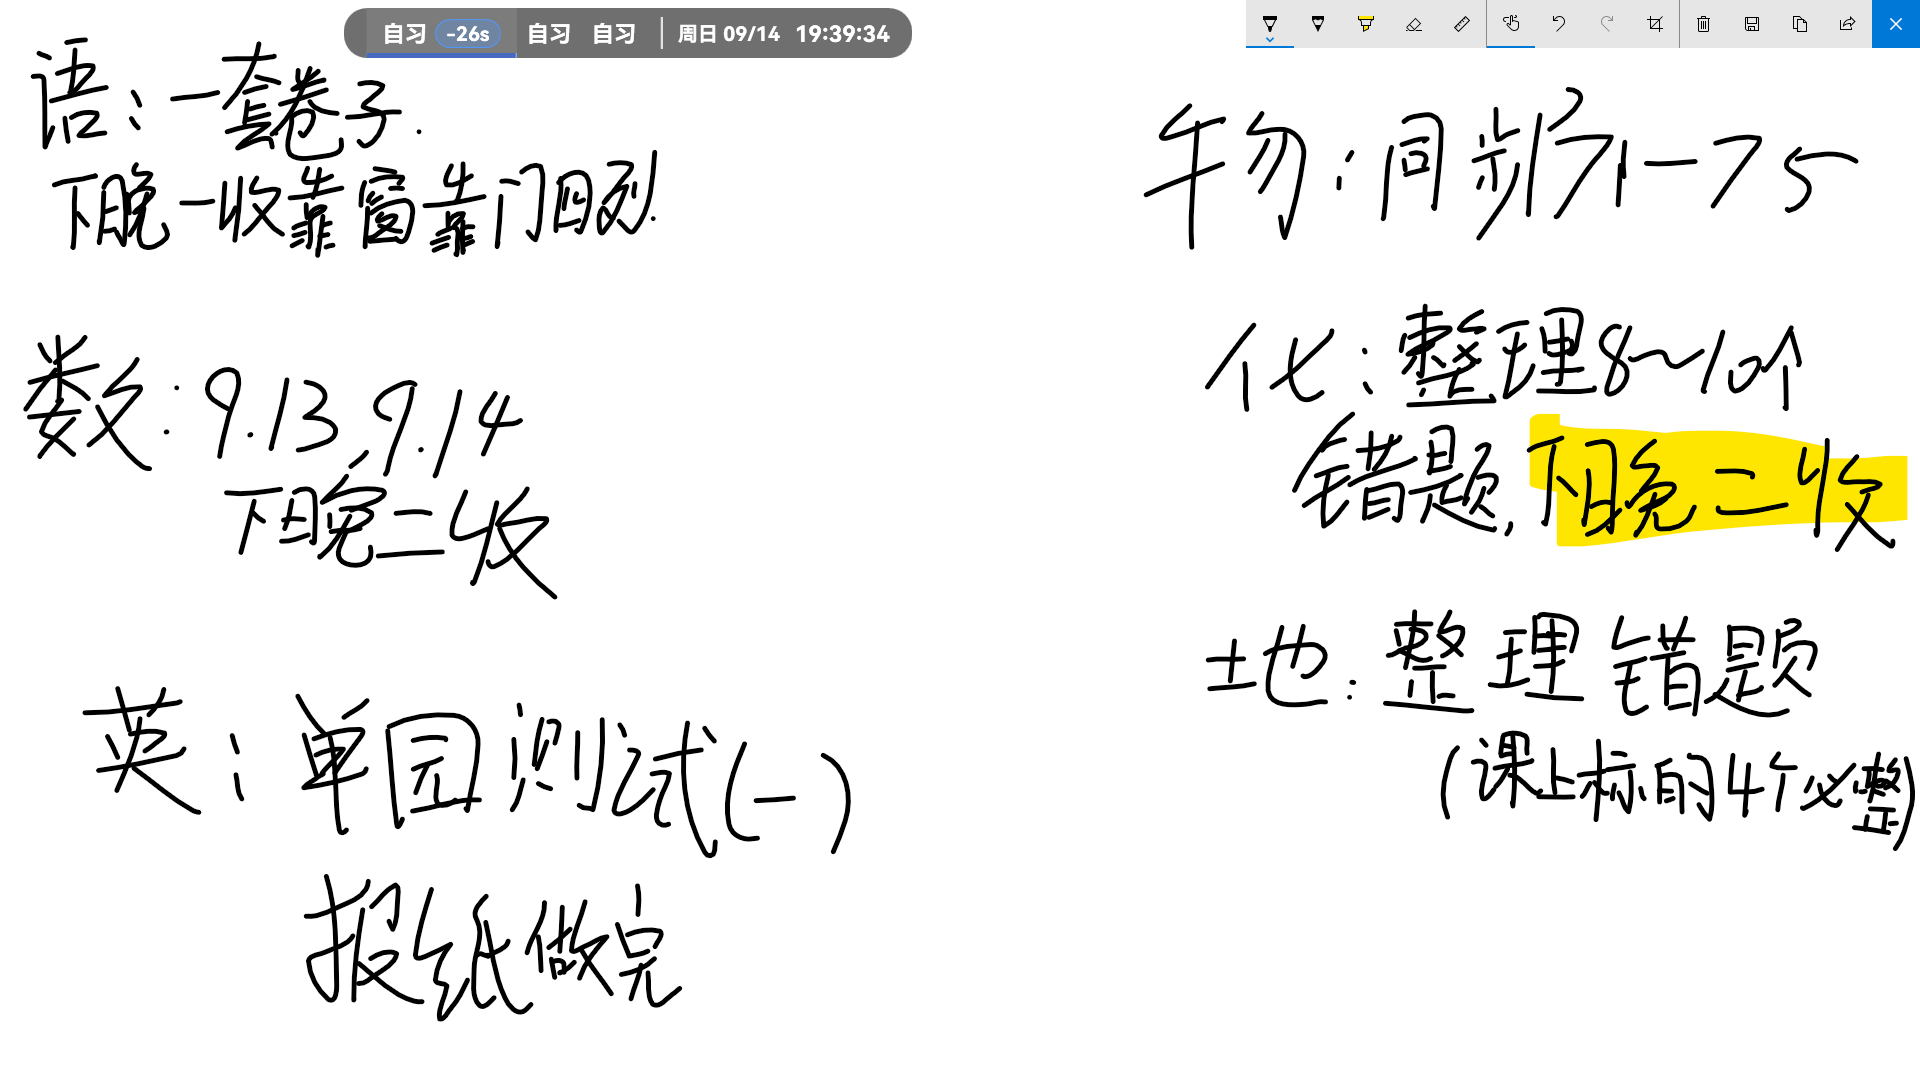 自习 -26s 自习 自习 周日 09/14 19:39:34
语:一套卷子.
下晚一收靠窗靠门四列.
数:9.13,9.14
下晚二收
英:单园测试(一)
报纸做完
物:同步71-75
化:整理8~10个
错题,下晚二收
地:整理错题
(课上标的4个必整)